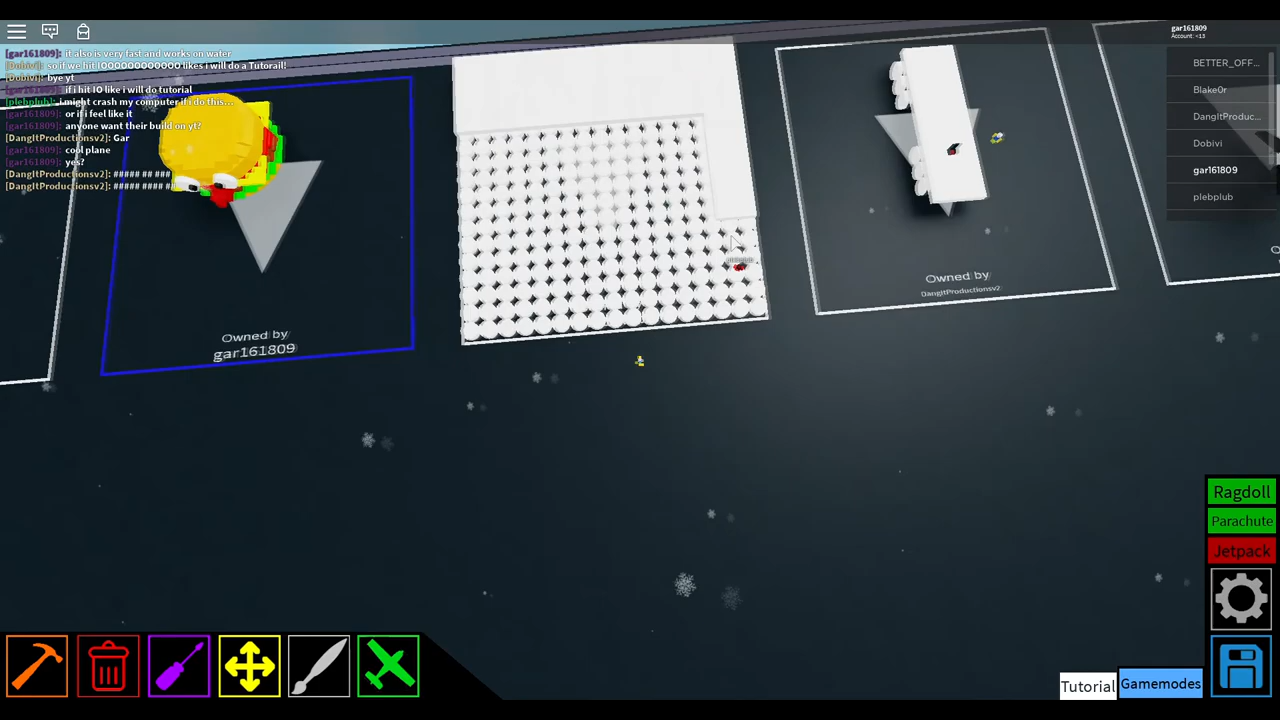 [gar161809]: it also is very fast and works on water
[Dobivi]: so if we hit 1000000000000 likes i will do a Tutorail!
[Dobivi]: bye yt
[gar161809]: if i hit 10 like i will do tutorial
[plebplub]: i might crash my computer if i do this...
[gar161809]: or if i feel like it
[gar161809]: anyone want their build on yt?
[DangItProductionsv2]: Gar
[gar161809]: cool plane
[gar161809]: yes?
[DangItProductionsv2]: ##### ## ####
[DangItProductionsv2]: ##### #### ##
gar161809
Account: <13
BETTER_OFF...
Blake0r
DangItProduc...
Dobivi
gar161809
plebplub
plebplub
Owned by
DangItProductionsv2
Owned by
gar161809
Ragdoll
Parachute
Jetpack
Tutorial
Gamemodes